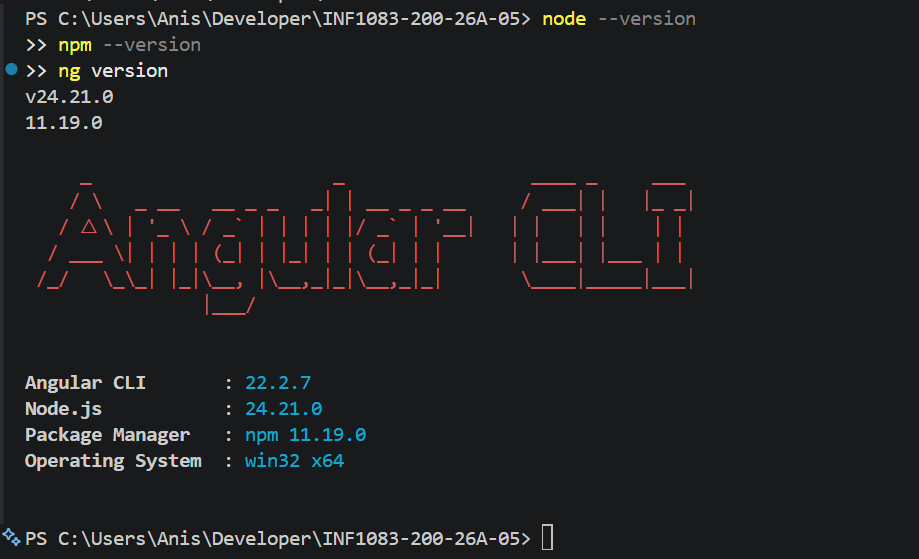 PS C:\Users\Anis\Developer\INF1083-200-26A-05> node --version
>> npm --version
>> ng version
v24.21.0
11.19.0
Angular CLI
Angular CLI : 22.2.7
Node.js : 24.21.0
Package Manager : npm 11.19.0
Operating System : win32 x64
PS C:\Users\Anis\Developer\INF1083-200-26A-05>